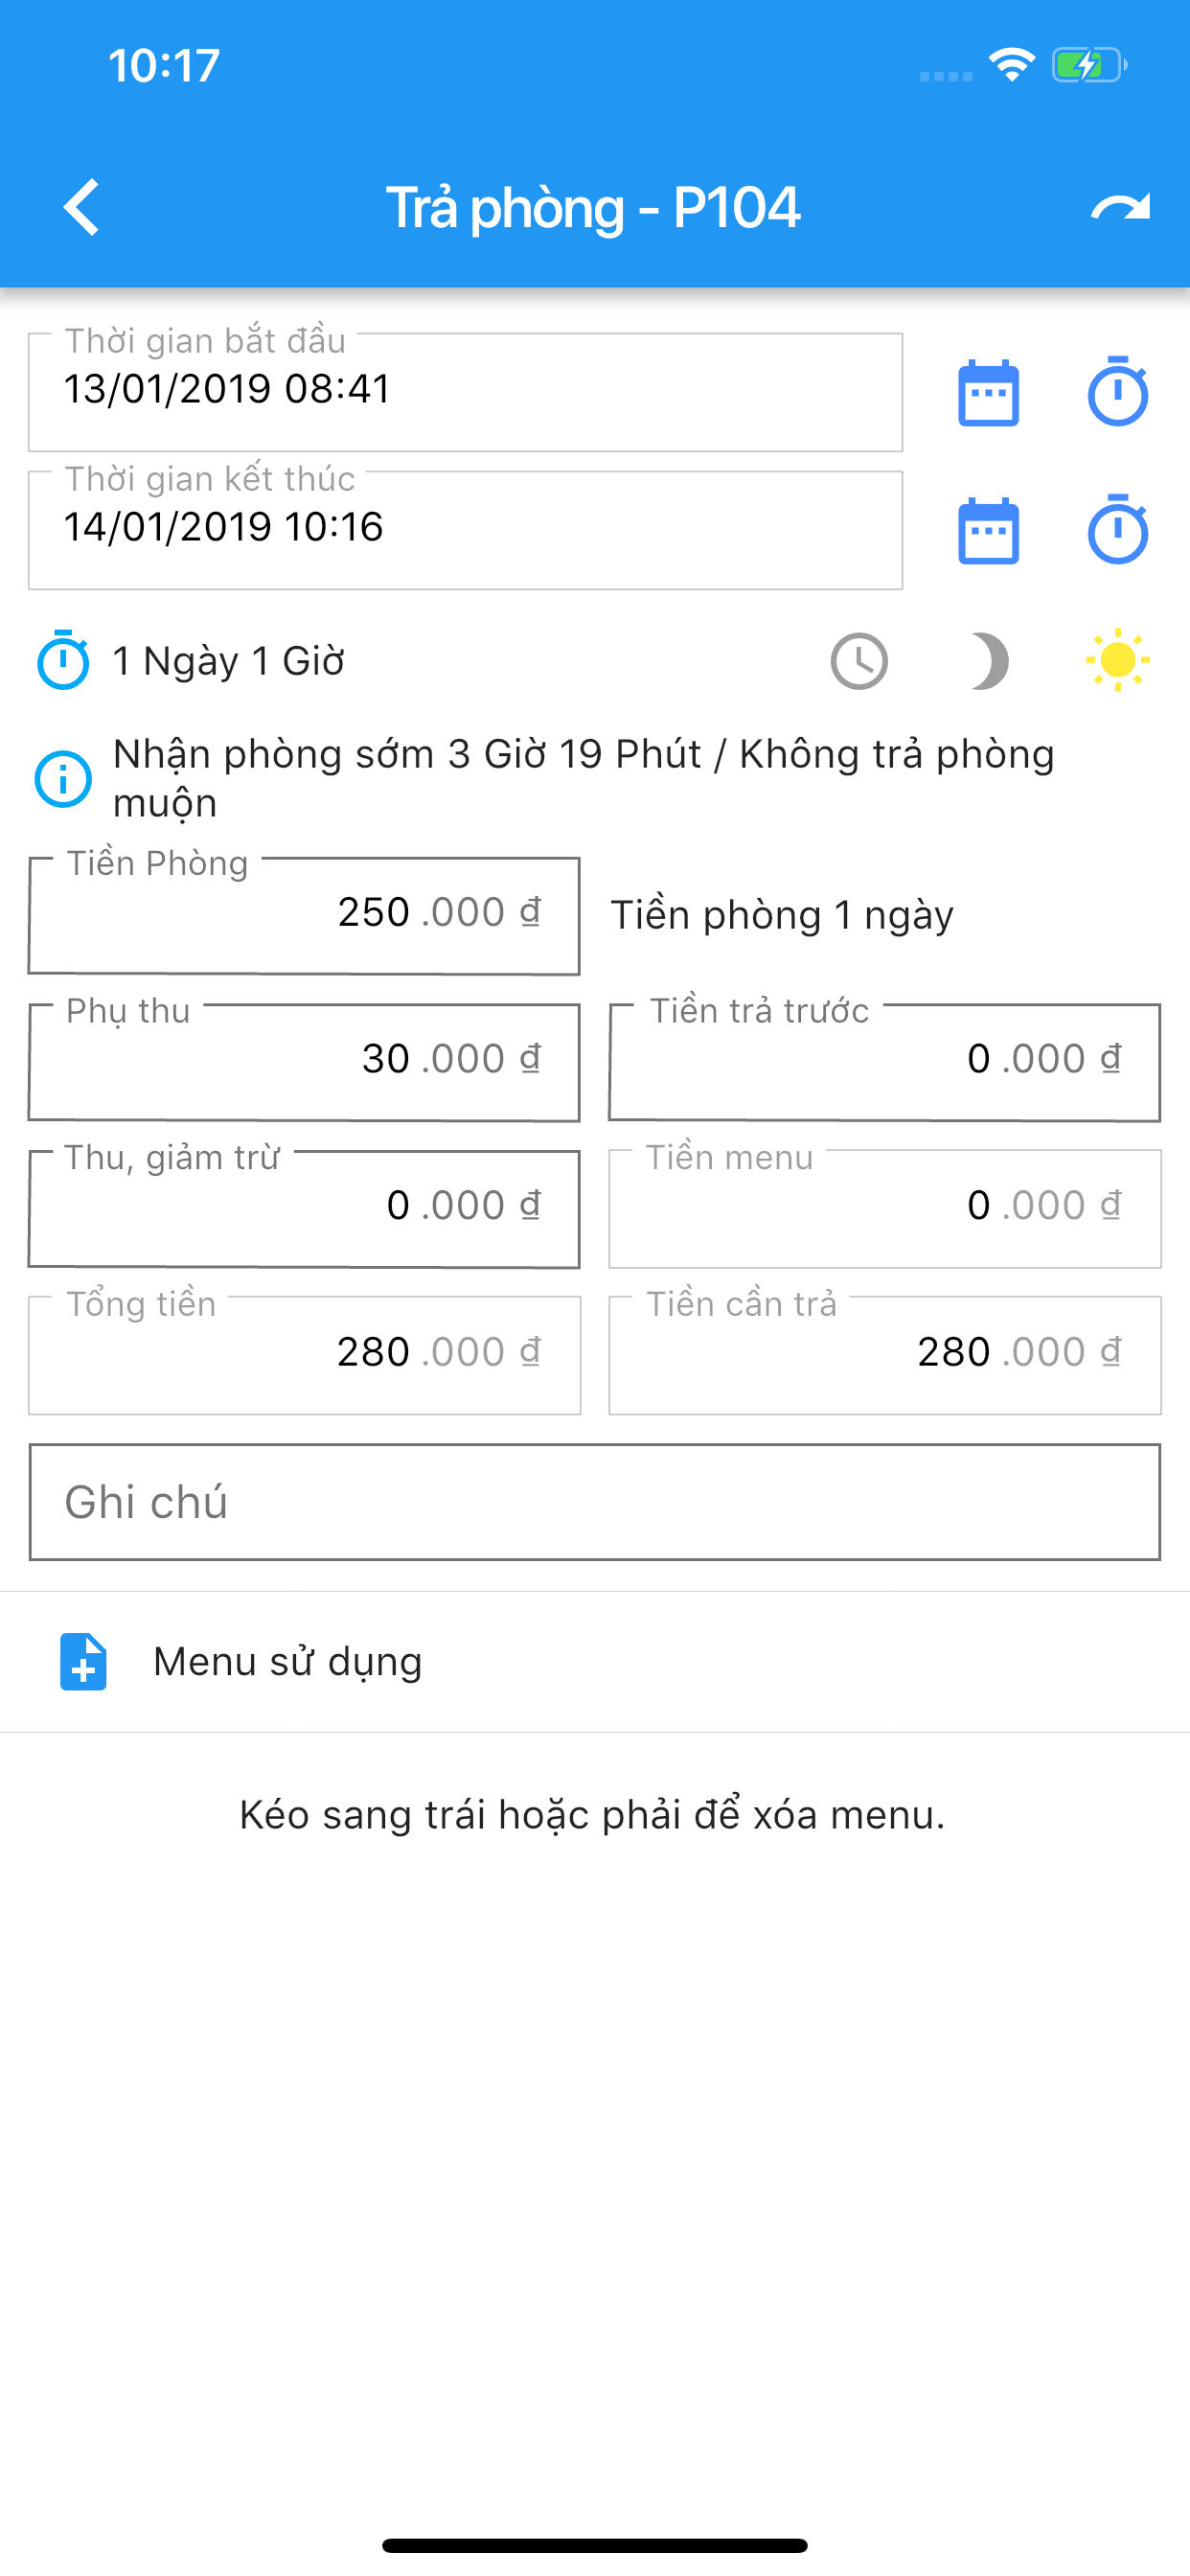 10:17
Trả phòng - P104
Thời gian bắt đầu
13/01/2019 08:41
Thời gian kết thúc
14/01/2019 10:16
1 Ngày 1 Giờ
Nhận phòng sớm 3 Giờ 19 Phút / Không trả phòng
muộn
Tiền Phòng
250 .000 ₫
Tiền phòng 1 ngày
Phụ thu
30 .000 ₫
Tiền trả trước
0 .000 ₫
Thu, giảm trừ
0 .000 ₫
Tiền menu
0 .000 ₫
Tổng tiền
280 .000 ₫
Tiền cần trả
280 .000 ₫
Ghi chú
Menu sử dụng
Kéo sang trái hoặc phải để xóa menu.